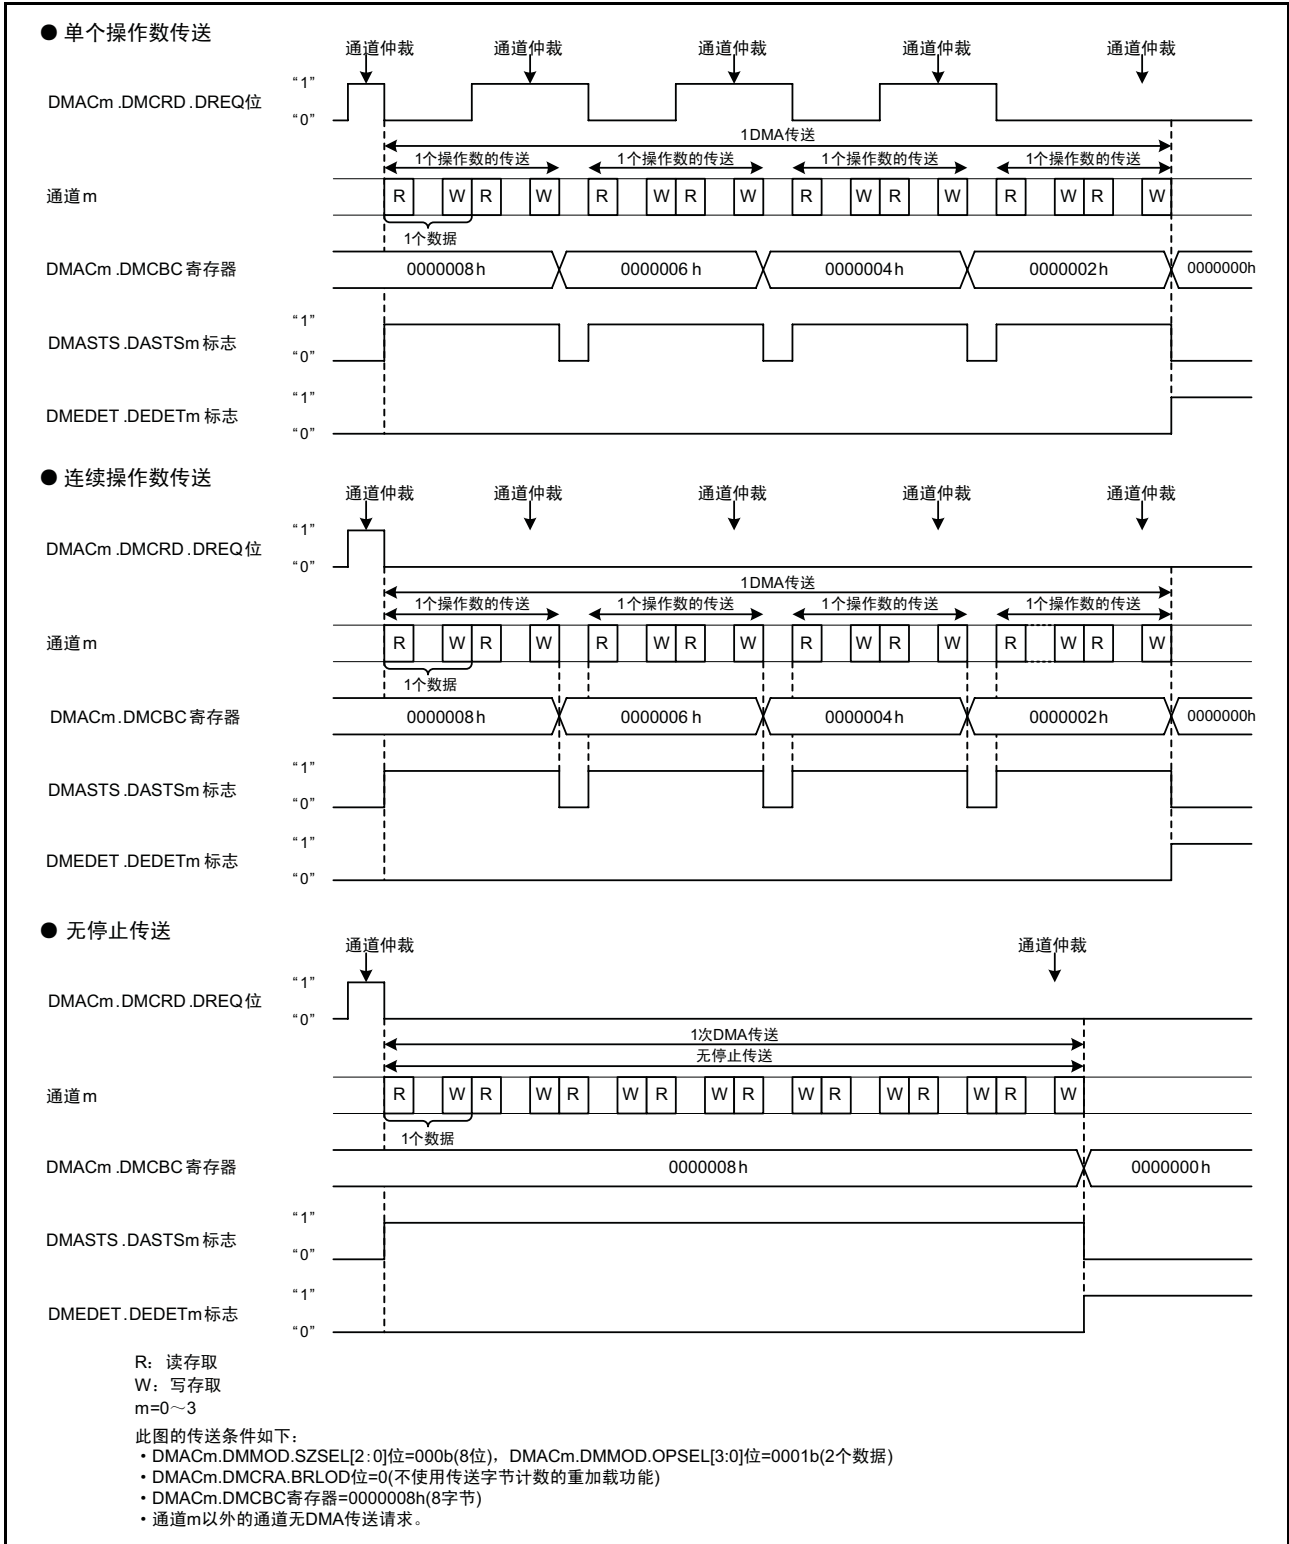 ● 单个操作数传送
通道仲裁 通道仲裁 通道仲裁 通道仲裁 通道仲裁
DMACm.DMCRD.DREQ位
“1”
“0”
1DMA传送
1个操作数的传送 1个操作数的传送 1个操作数的传送 1个操作数的传送
通道m
R W R W R W R W R W R W R W R W
1个数据
DMACm.DMCBC寄存器
0000008h 0000006h 0000004h 0000002h 0000000h
DMASTS.DASTSm标志
“1”
“0”
DMEDET.DEDETm标志
“1”
“0”
● 连续操作数传送
通道仲裁 通道仲裁 通道仲裁 通道仲裁 通道仲裁
DMACm.DMCRD.DREQ位
“1”
“0”
1DMA传送
1个操作数的传送 1个操作数的传送 1个操作数的传送 1个操作数的传送
通道m
R W R W R W R W R W R W R W R W
1个数据
DMACm.DMCBC寄存器
0000008h 0000006h 0000004h 0000002h 0000000h
DMASTS.DASTSm标志
“1”
“0”
DMEDET.DEDETm标志
“1”
“0”
● 无停止传送
通道仲裁 通道仲裁
DMACm.DMCRD.DREQ位
“1”
“0”
1次DMA传送
无停止传送
通道m
R W R W R W R W R W R W R W R W
1个数据
DMACm.DMCBC寄存器
0000008h 0000000h
DMASTS.DASTSm标志
“1”
“0”
DMEDET.DEDETm标志
“1”
“0”
R：读存取
W：写存取
m=0～3
此图的传送条件如下：
・DMACm.DMMOD.SZSEL[2:0]位=000b(8位)，DMACm.DMMOD.OPSEL[3:0]位=0001b(2个数据)
・DMACm.DMCRA.BRLOD位=0(不使用传送字节计数的重加载功能)
・DMACm.DMCBC寄存器=0000008h(8字节)
・通道m以外的通道无DMA传送请求。